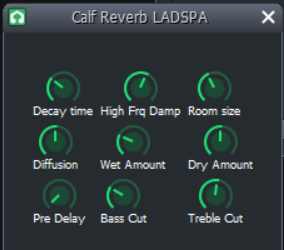 Calf Reverb LADSPA
Decay time High Frq Damp Room size
Diffusion Wet Amount Dry Amount
Pre Delay Bass Cut Treble Cut